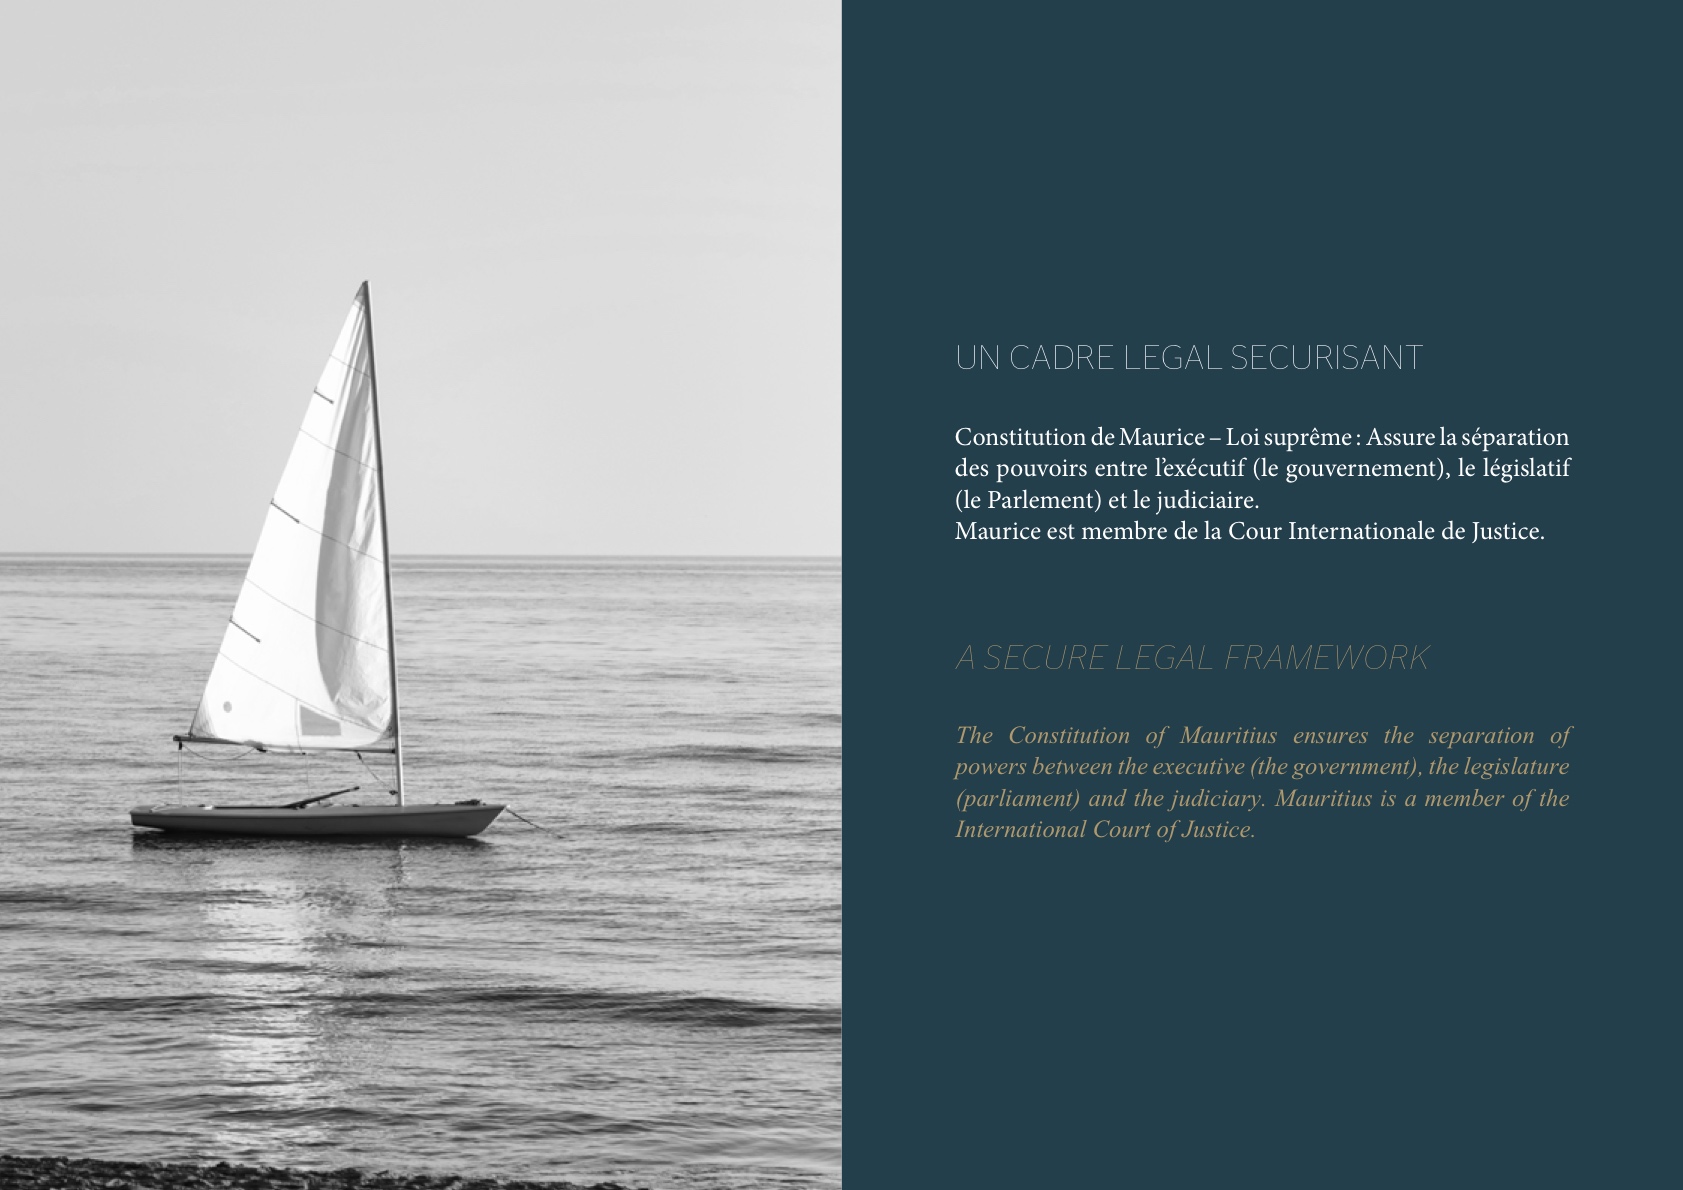 UN CADRE LEGAL SECURISANT
Constitution de Maurice – Loi suprême : Assure la séparation
des pouvoirs entre l’exécutif (le gouvernement), le législatif
(le Parlement) et le judiciaire.
Maurice est membre de la Cour Internationale de Justice.
A SECURE LEGAL FRAMEWORK
The Constitution of Mauritius ensures the separation of
powers between the executive (the government), the legislature
(parliament) and the judiciary. Mauritius is a member of the
International Court of Justice.